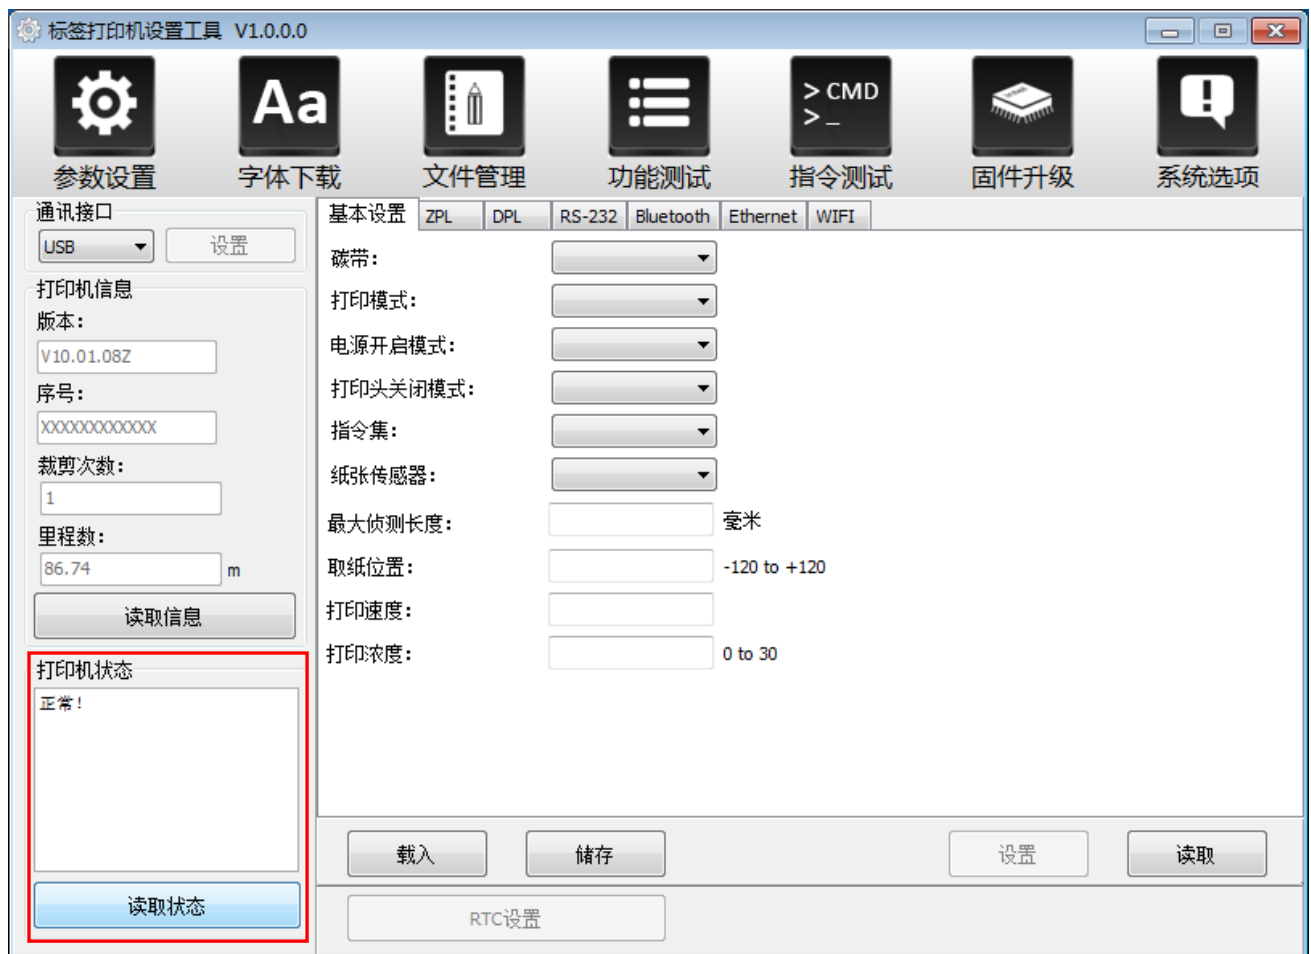 标签打印机设置工具 V1.0.0.0
Aa
> CMD
> _
参数设置 字体下载 文件管理 功能测试 指令测试 固件升级 系统选项
通讯接口
USB 设置
打印机信息
版本:
V10.01.08Z
序号:
XXXXXXXXXXXX
裁剪次数:
1
里程数:
86.74 m
读取信息
打印机状态
正常!
读取状态
基本设置 ZPL DPL RS-232 Bluetooth Ethernet WIFI
碳带:
打印模式:
电源开启模式:
打印头关闭模式:
指令集:
纸张传感器:
最大侦测长度: 毫米
取纸位置: -120 to +120
打印速度:
打印浓度: 0 to 30
载入 储存 设置 读取
RTC设置